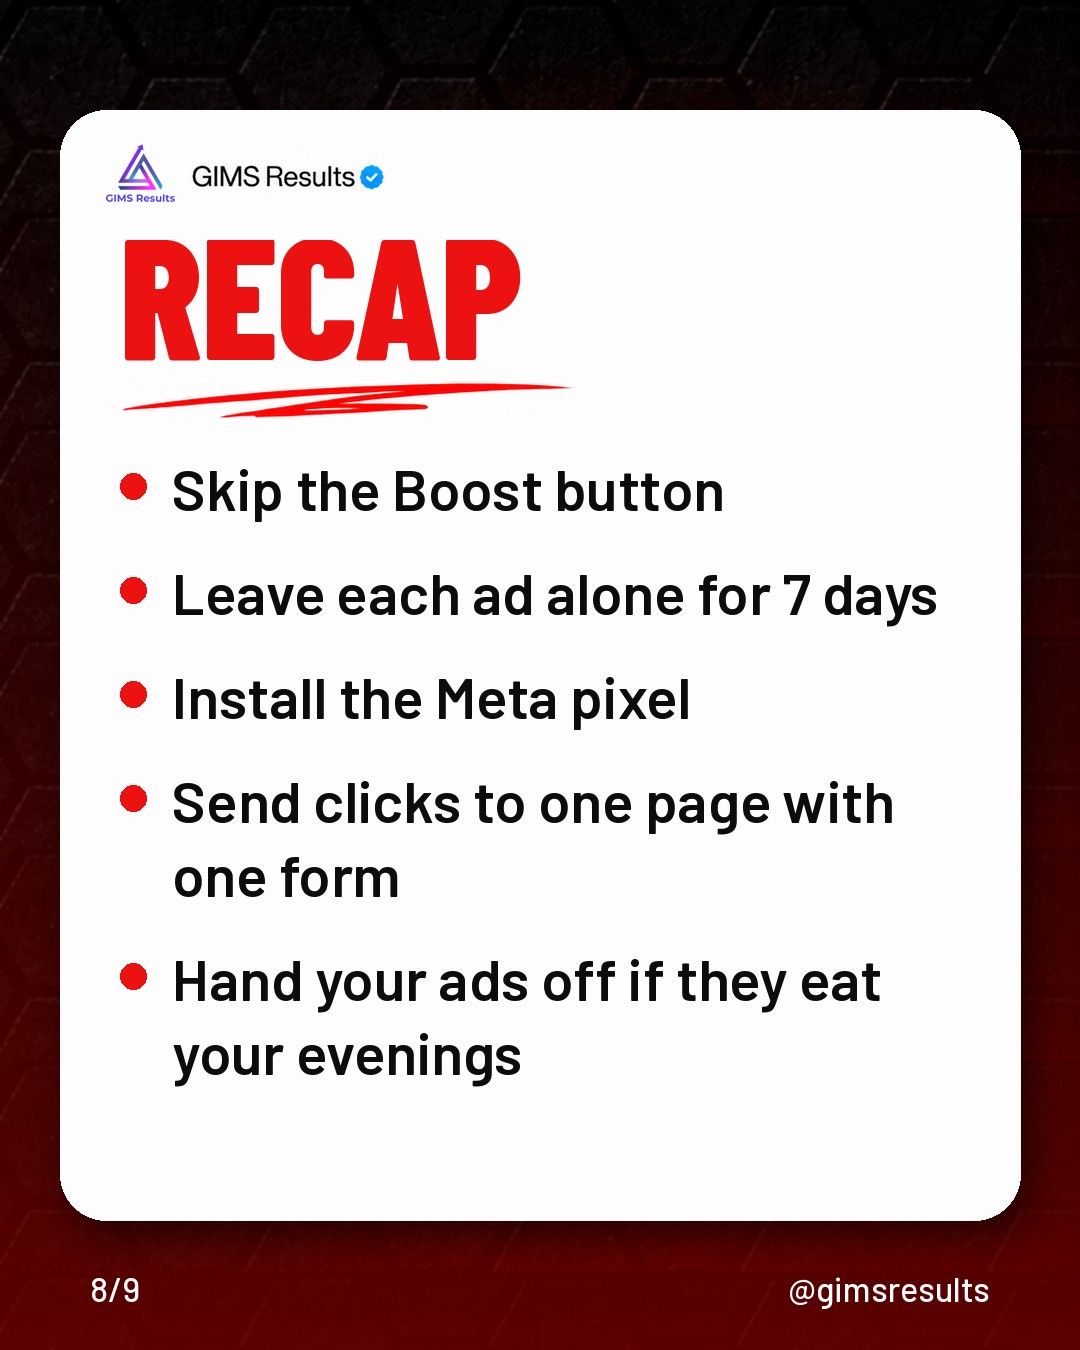 GIMS Results
GIMS Results
RECAP
Skip the Boost button
Leave each ad alone for 7 days
Install the Meta pixel
Send clicks to one page with
one form
Hand your ads off if they eat
your evenings
8/9
@gimsresults